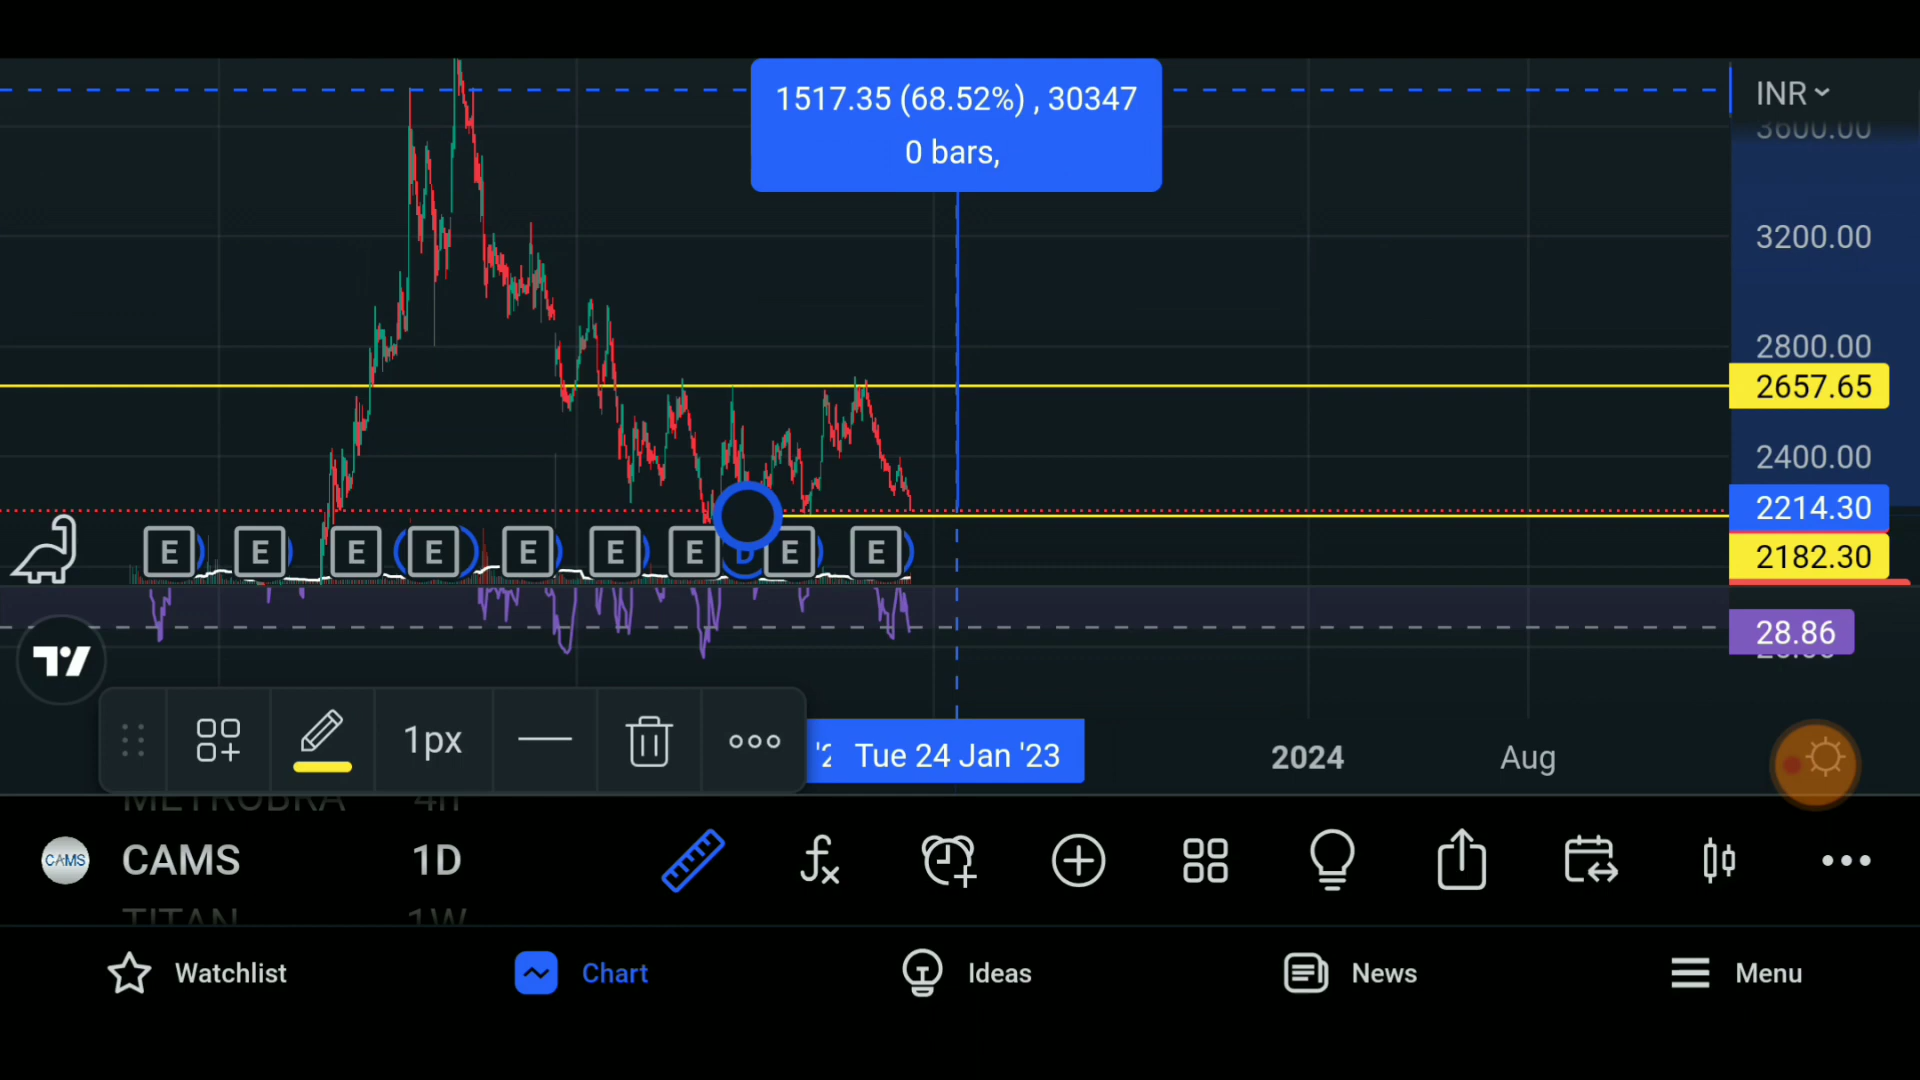 1517.35 (68.52%) , 30347
0 bars,
INR
3600.00
3200.00
2800.00
2657.65
2400.00
2214.30
2182.30
E E E E E E E D E E
28.86
1px
Tue 24 Jan '23
2024
Aug
METROBRA 4h
CAMS CAMS 1D
TITAN 1W
Watchlist
Chart
Ideas
News
Menu